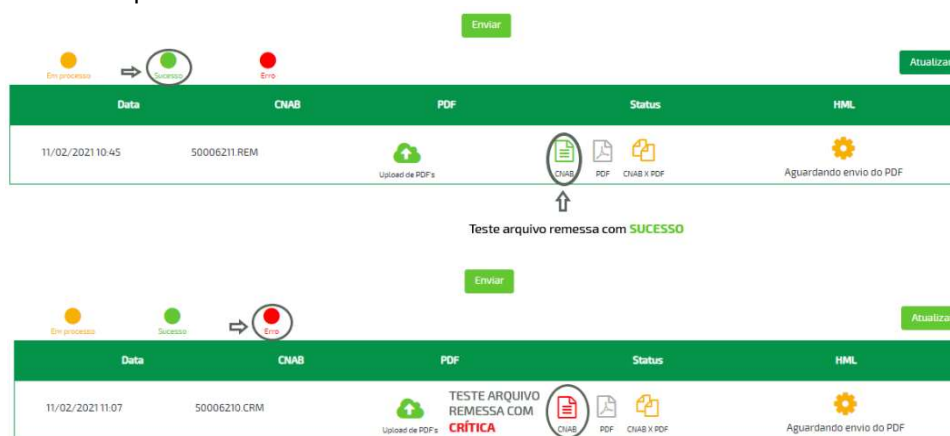 Enviar
Em processo Sucesso Erro Atualizar
Data CNAB PDF Status HML
11/02/2021 10:45 50006211.REM
Upload de PDF's CNAB PDF CNAB X PDF Aguardando envio do PDF
Teste arquivo remessa com SUCESSO
Enviar
Em processo Sucesso Erro Atualizar
Data CNAB PDF Status HML
11/02/2021 11:07 50006210.CRM
TESTE ARQUIVO
REMESSA COM
CRÍTICA
Upload de PDF's CNAB PDF CNAB X PDF Aguardando envio do PDF